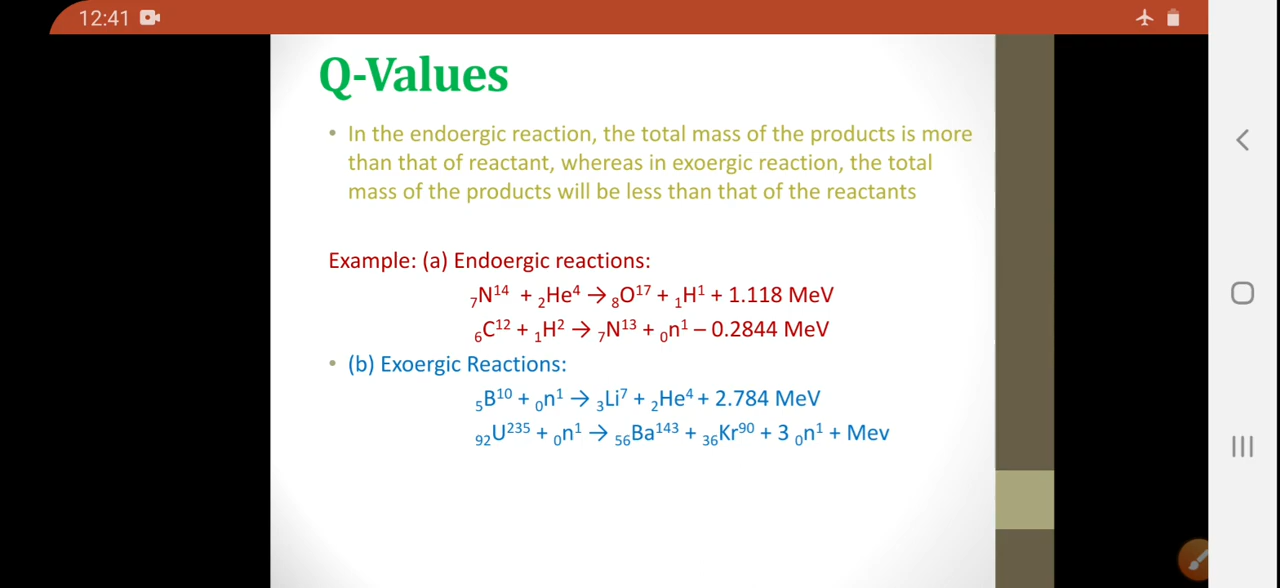 12:41
Q-Values
• In the endoergic reaction, the total mass of the products is more
than that of reactant, whereas in exoergic reaction, the total
mass of the products will be less than that of the reactants
Example: (a) Endoergic reactions:
₇N¹⁴ + ₂He⁴ → ₈O¹⁷ + ₁H¹ + 1.118 MeV
₆C¹² + ₁H² → ₇N¹³ + ₀n¹ – 0.2844 MeV
• (b) Exoergic Reactions:
₅B¹⁰ + ₀n¹ → ₃Li⁷ + ₂He⁴ + 2.784 MeV
₉₂U²³⁵ + ₀n¹ → ₅₆Ba¹⁴³ + ₃₆Kr⁹⁰ + 3 ₀n¹ + Mev